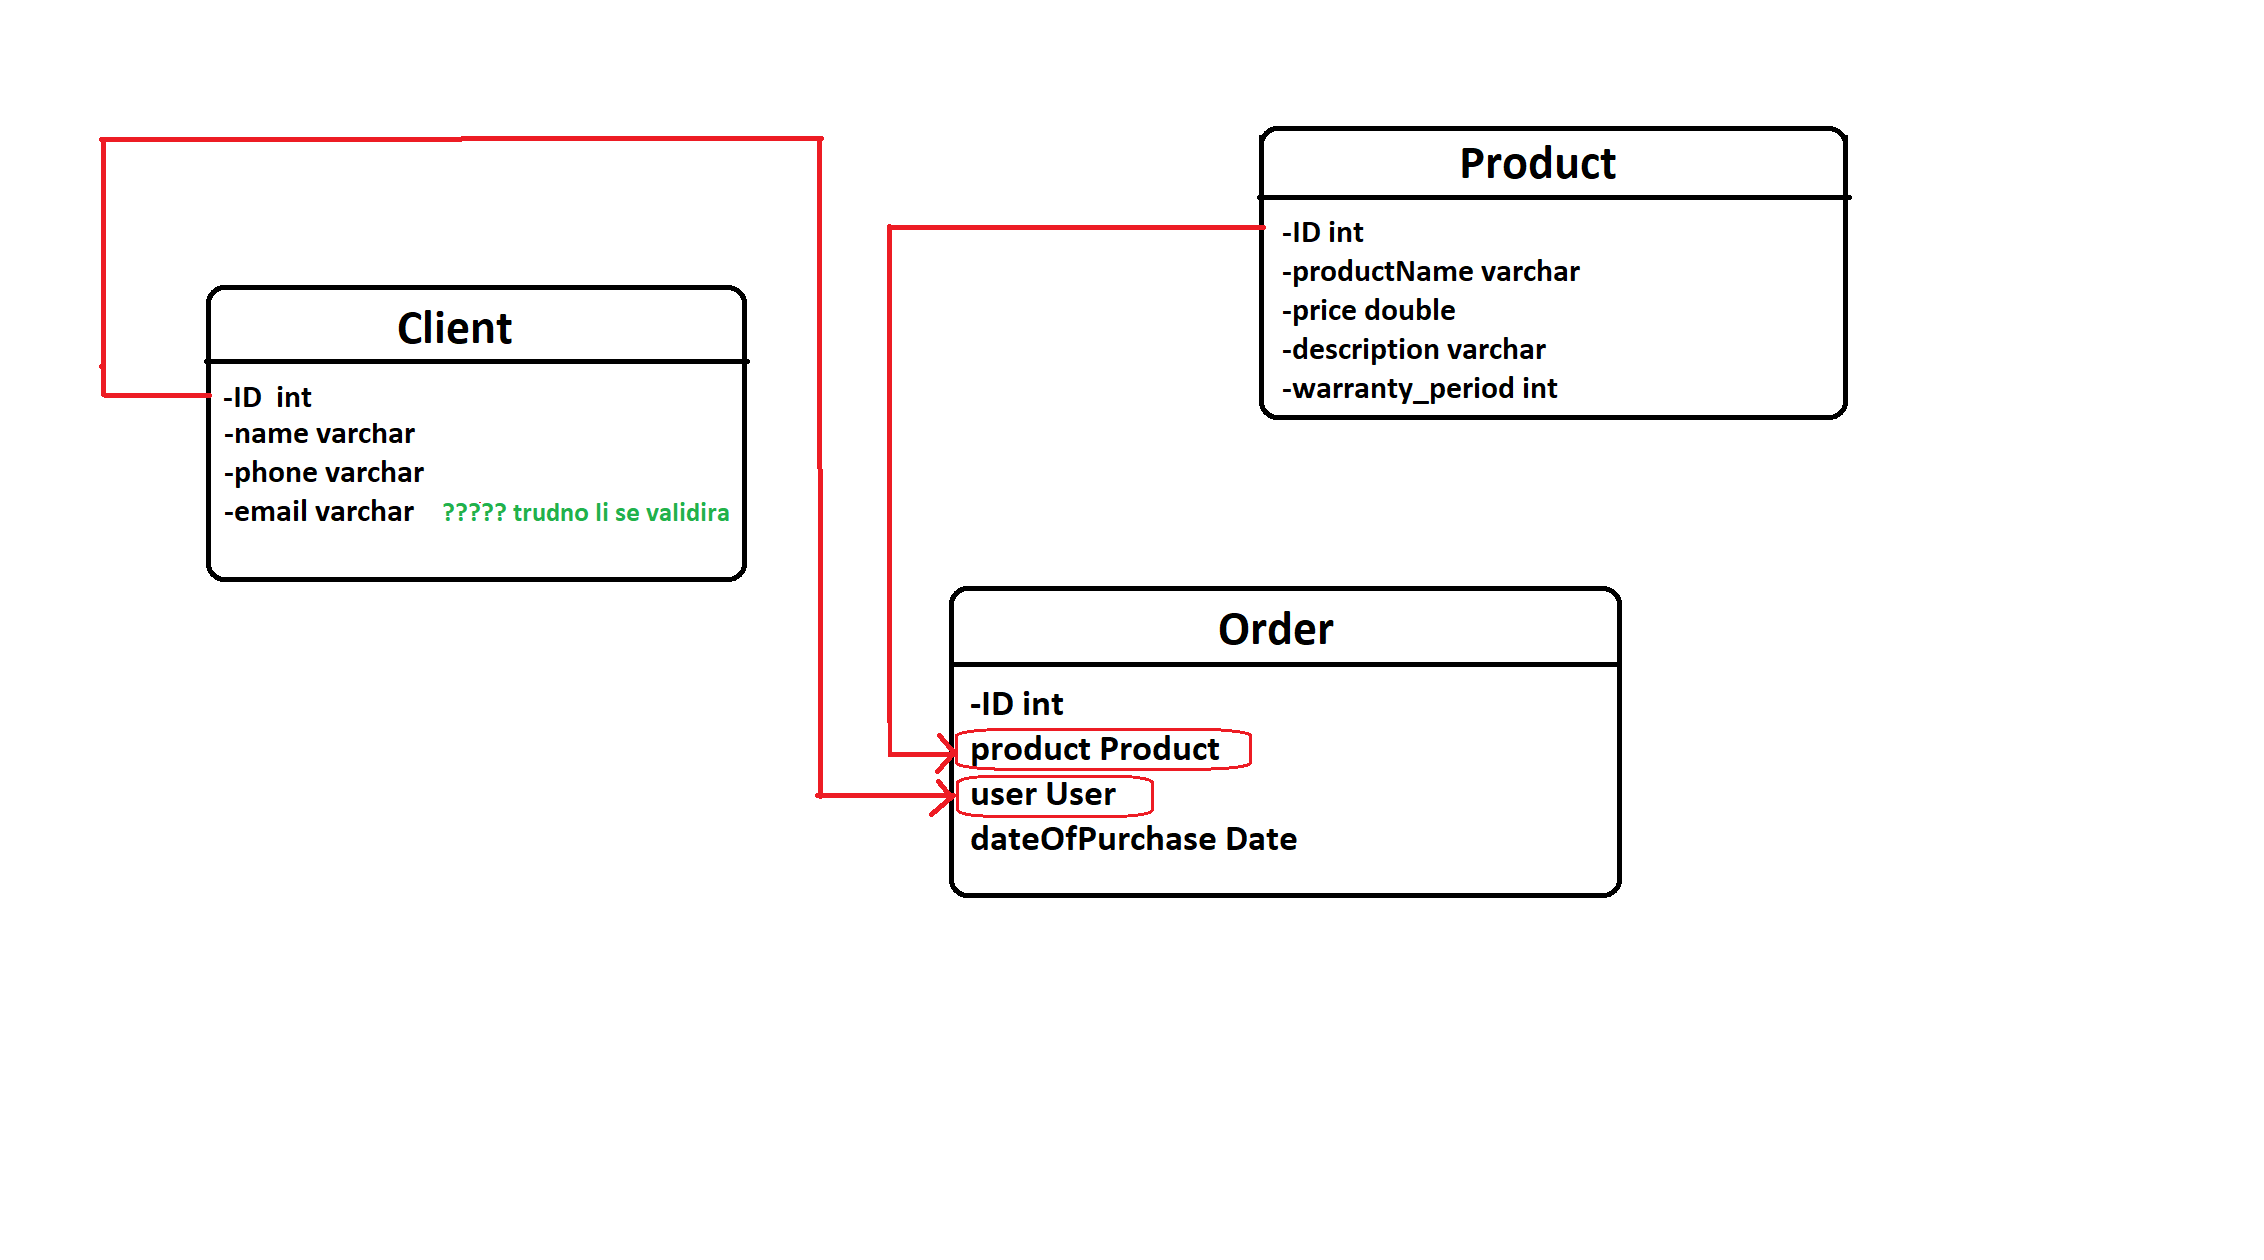 Client
-ID  int
-name varchar
-phone varchar
-email varchar ????? trudno li se validira
Product
-ID int
-productName varchar
-price double
-description varchar
-warranty_period int
Order
-ID int
product Product
user User
dateOfPurchase Date